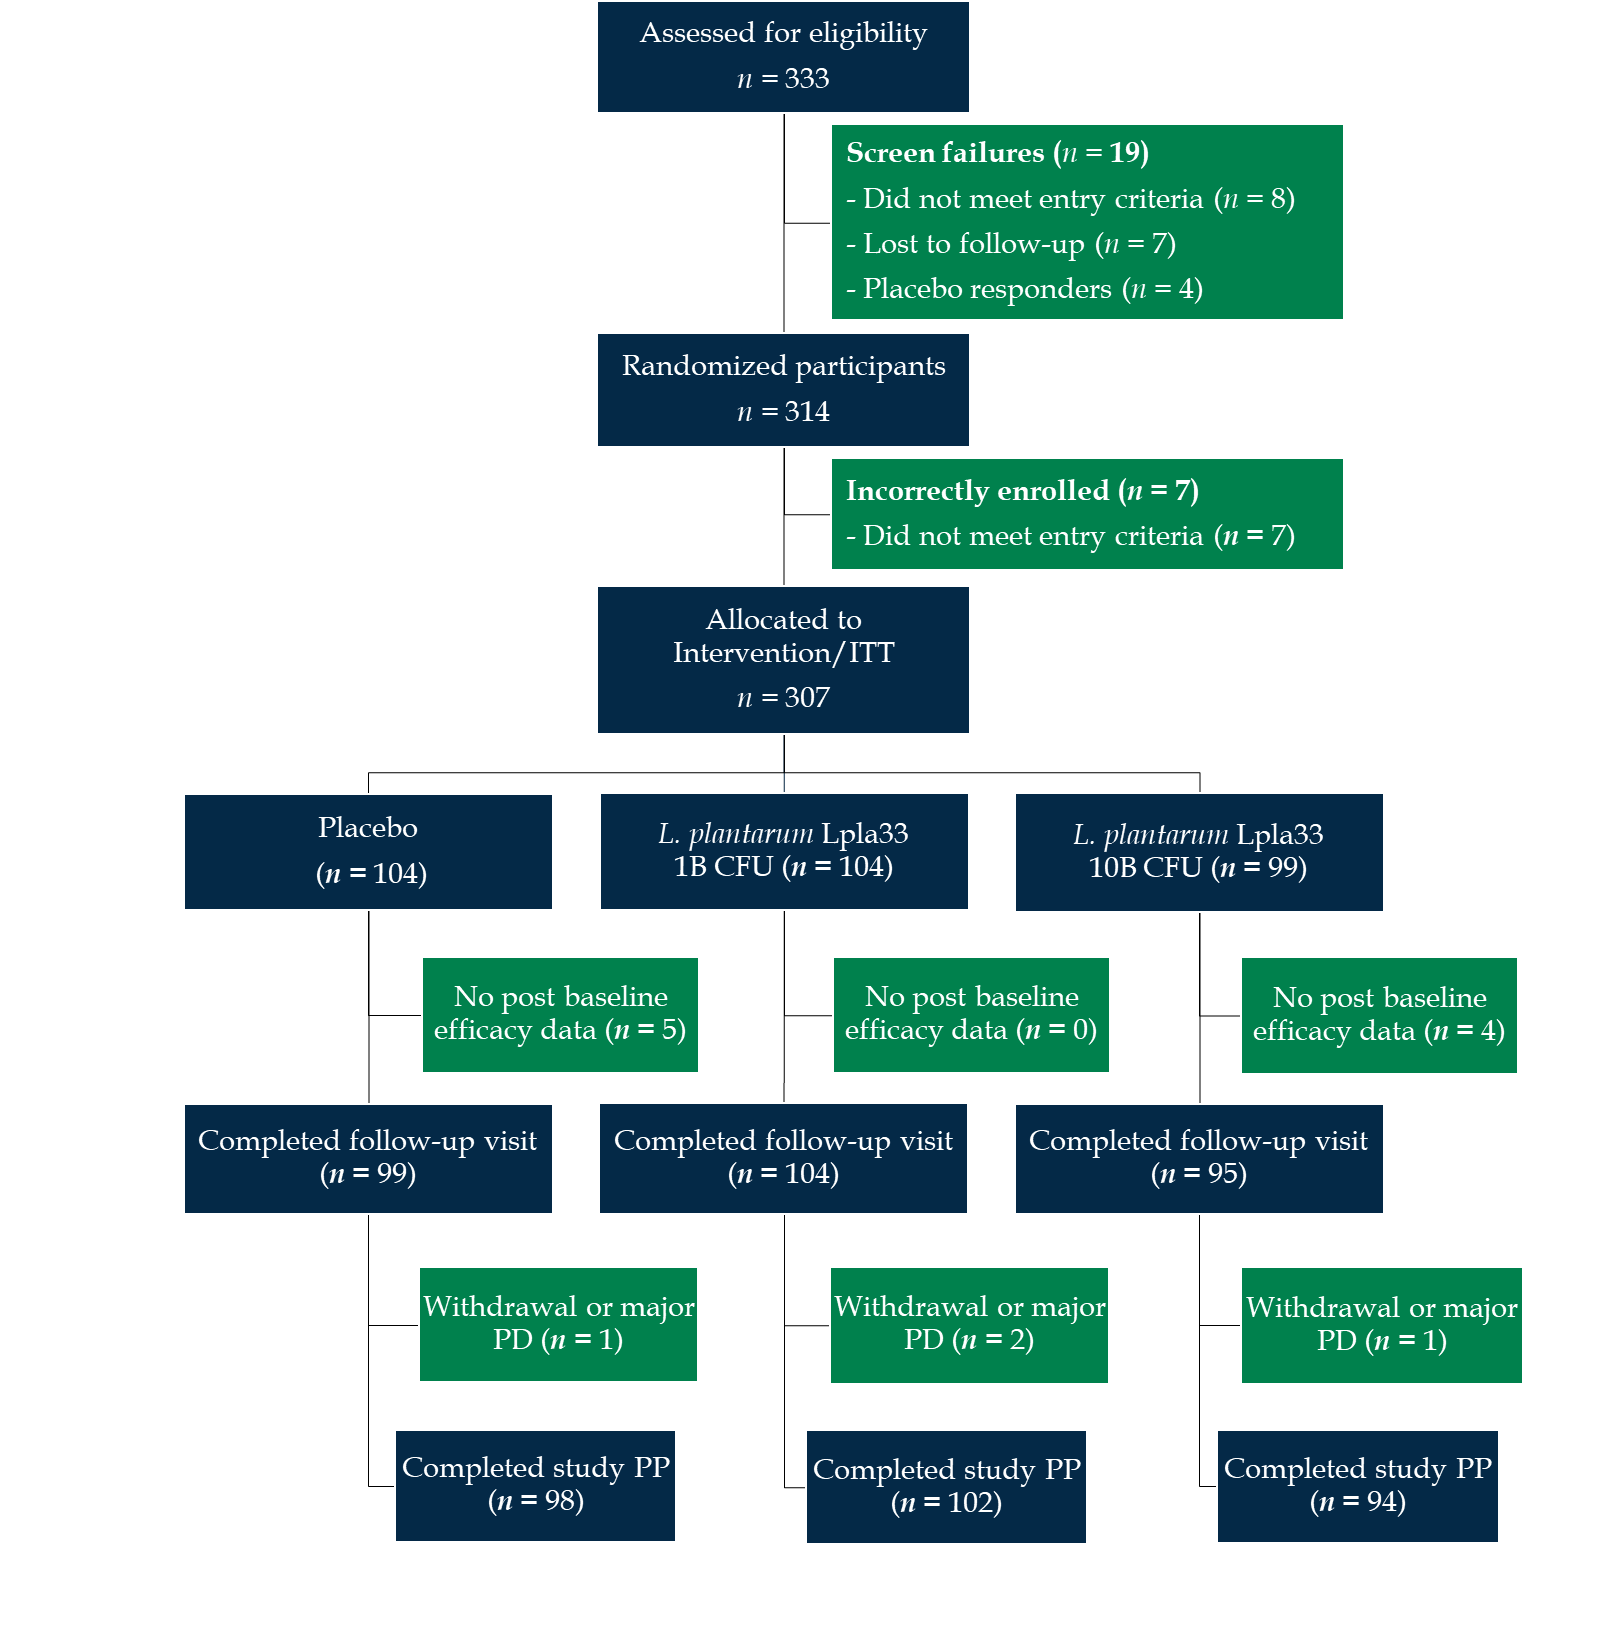 Assessed for eligibility
n = 333
Screen failures (n = 19)
- Did not meet entry criteria (n = 8)
- Lost to follow-up (n = 7)
- Placebo responders (n = 4)
Randomized participants
n = 314
Incorrectly enrolled (n = 7)
- Did not meet entry criteria (n = 7)
Allocated to
Intervention/ITT
n = 307
Placebo
(n = 104)
L. plantarum Lpla33
1B CFU (n = 104)
L. plantarum Lpla33
10B CFU (n = 99)
No post baseline
efficacy data (n = 5)
No post baseline
efficacy data (n = 0)
No post baseline
efficacy data (n = 4)
Completed follow-up visit
(n = 99)
Completed follow-up visit
(n = 104)
Completed follow-up visit
(n = 95)
Withdrawal or major
PD (n = 1)
Withdrawal or major
PD (n = 2)
Withdrawal or major
PD (n = 1)
Completed study PP
(n = 98)
Completed study PP
(n = 102)
Completed study PP
(n = 94)